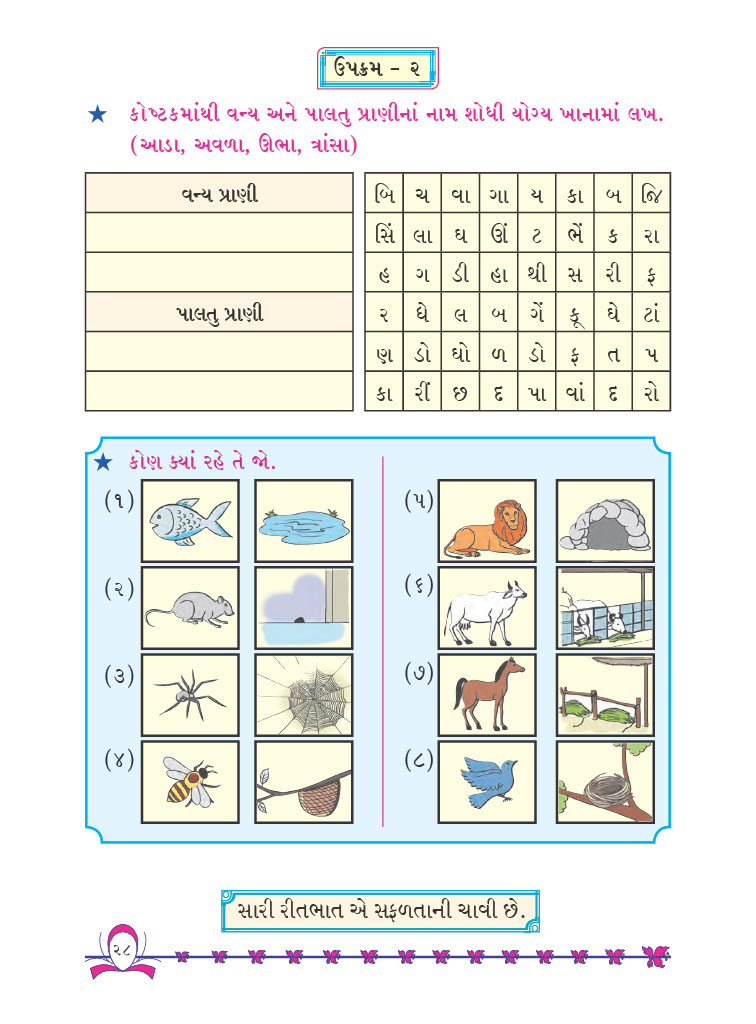 ઉપક્રમ - ૨
★ કોષ્ટકમાંથી વન્ય અને પાલતુ પ્રાણીનાં નામ શોધી યોગ્ય ખાનામાં લખ.
(આડા, અવળા, ઊભા, ત્રાંસા)
વન્ય પ્રાણી
પાલતુ પ્રાણી
બિ ચ વા ગા ય કા બ જિ
સિં લા ઘ ઊં ટ ભેં ક રા
હ ગ ડી હા થી સ રી ફ
ર ધે લ બ ગેં કૂ ઘે ટાં
ણ ડો ઘો ળ ડો ફ ત પ
કા રીં છ દ પા વાં દ રો
★ કોણ ક્યાં રહે તે જો.
(૧)
(૨)
(૩)
(૪)
(૫)
(૬)
(૭)
(૮)
સારી રીતભાત એ સફળતાની ચાવી છે.
૨૮